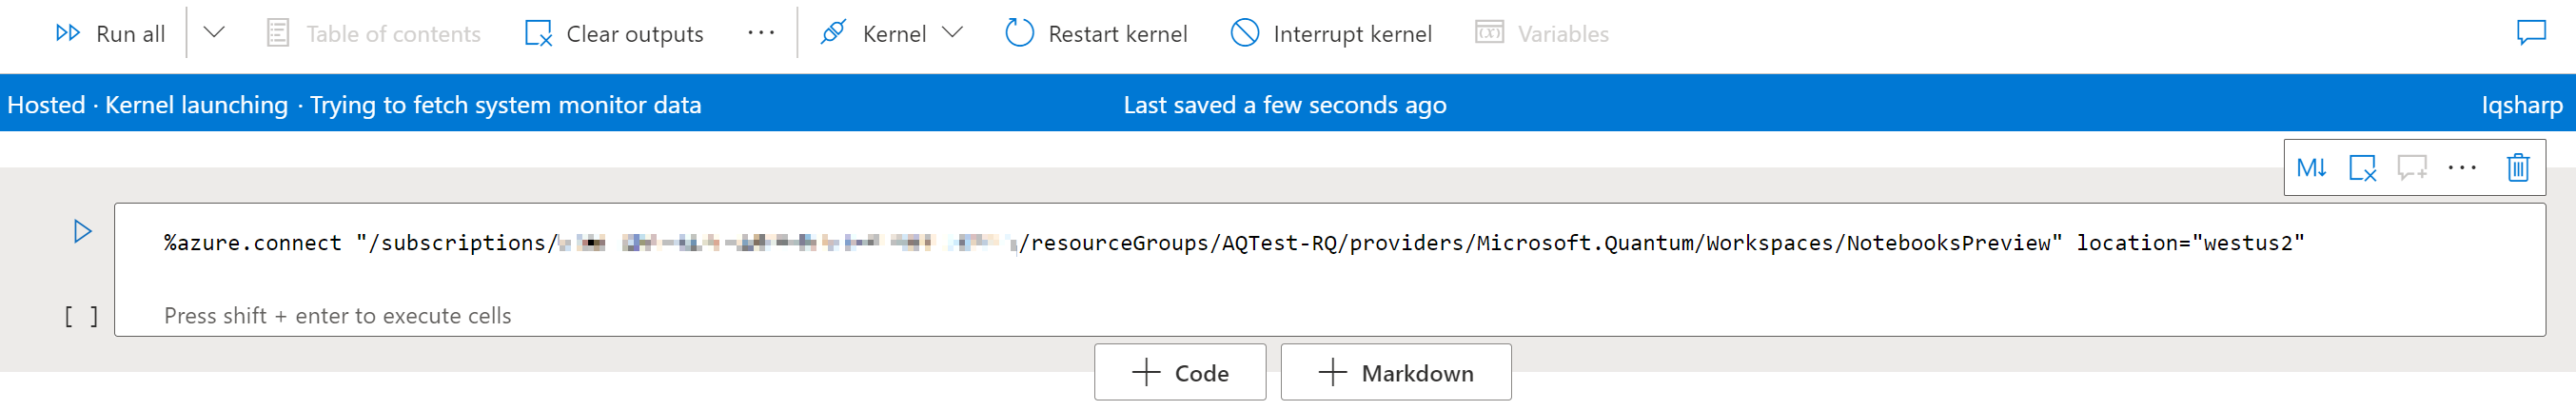 Run all Table of contents Clear outputs ··· Kernel Restart kernel Interrupt kernel (x) Variables
Hosted · Kernel launching · Trying to fetch system monitor data Last saved a few seconds ago Iqsharp
M↓ ···
%azure.connect "/subscriptions/ /resourceGroups/AQTest-RQ/providers/Microsoft.Quantum/Workspaces/NotebooksPreview" location="westus2"
[ ] Press shift + enter to execute cells
+ Code + Markdown